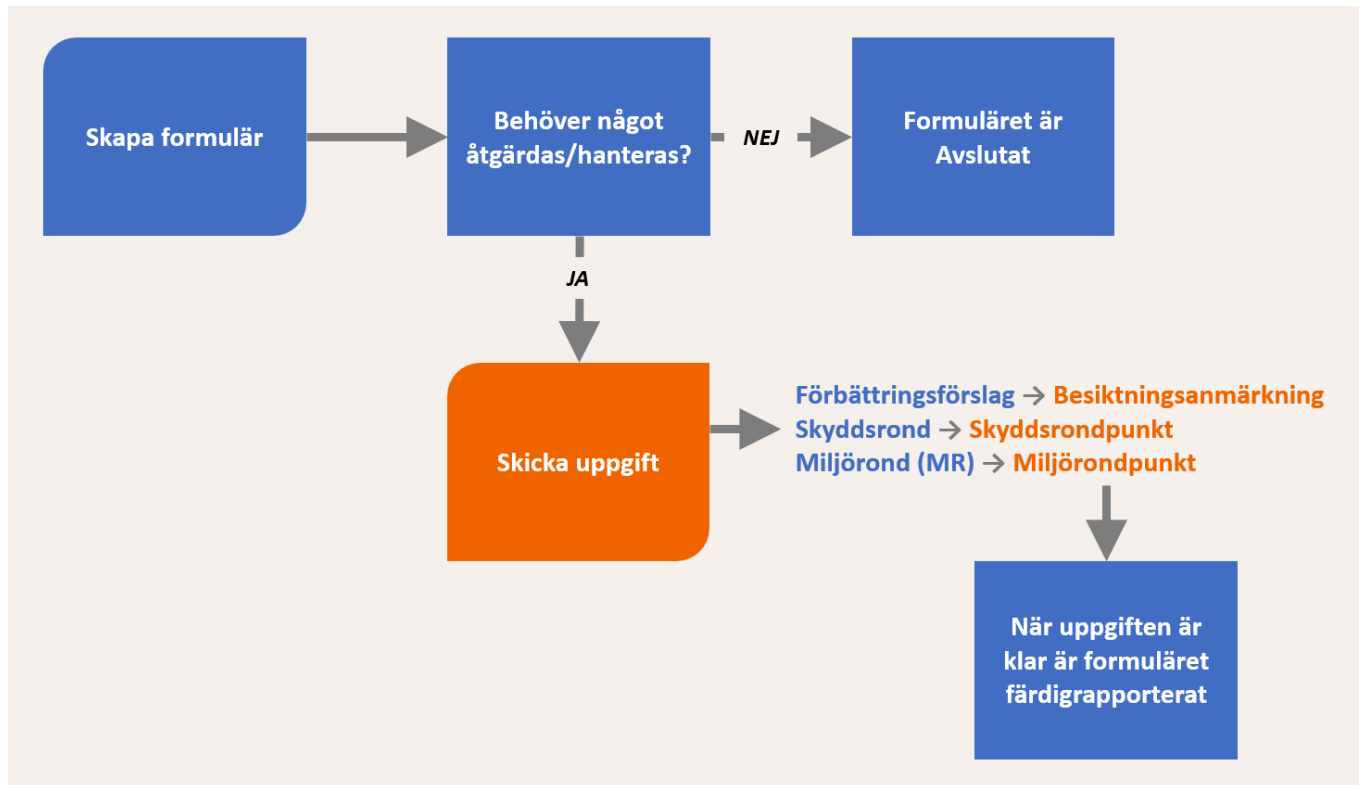 Skapa formulär
Behöver något
åtgärdas/hanteras?
NEJ
Formuläret är
Avslutat
JA
Skicka uppgift
Förbättringsförslag → Besiktningsanmärkning
Skyddsrond → Skyddsrondpunkt
Miljörond (MR) → Miljörondpunkt
När uppgiften är
klar är formuläret
färdigrapporterat